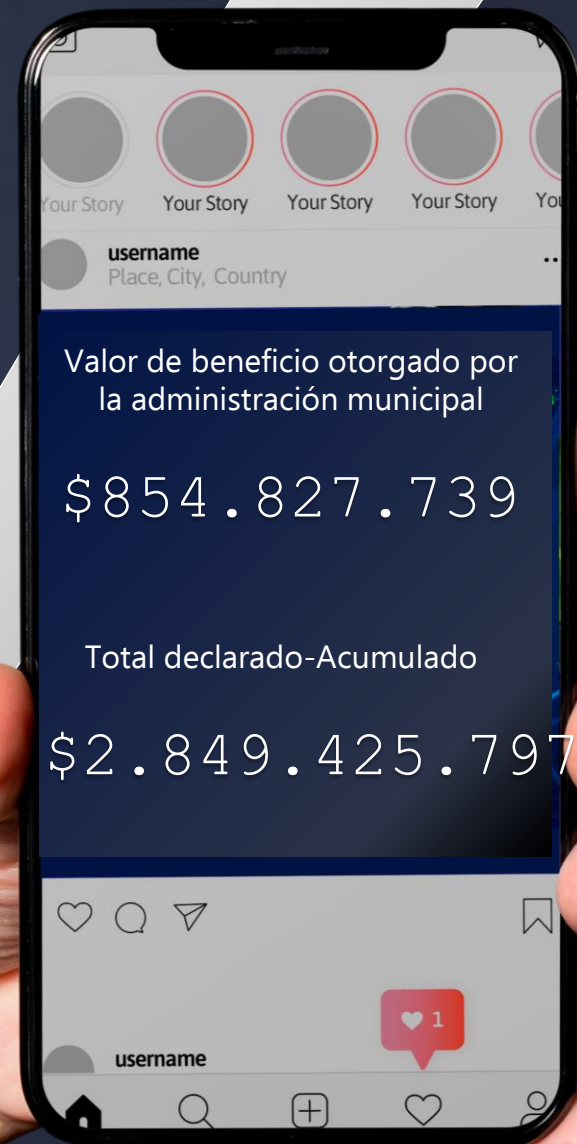 Your Story Your Story Your Story Your Story
username
Place, City, Country
Valor de beneficio otorgado por
la administración municipal
$854.827.739
Total declarado-Acumulado
$2.849.425.797
1
username